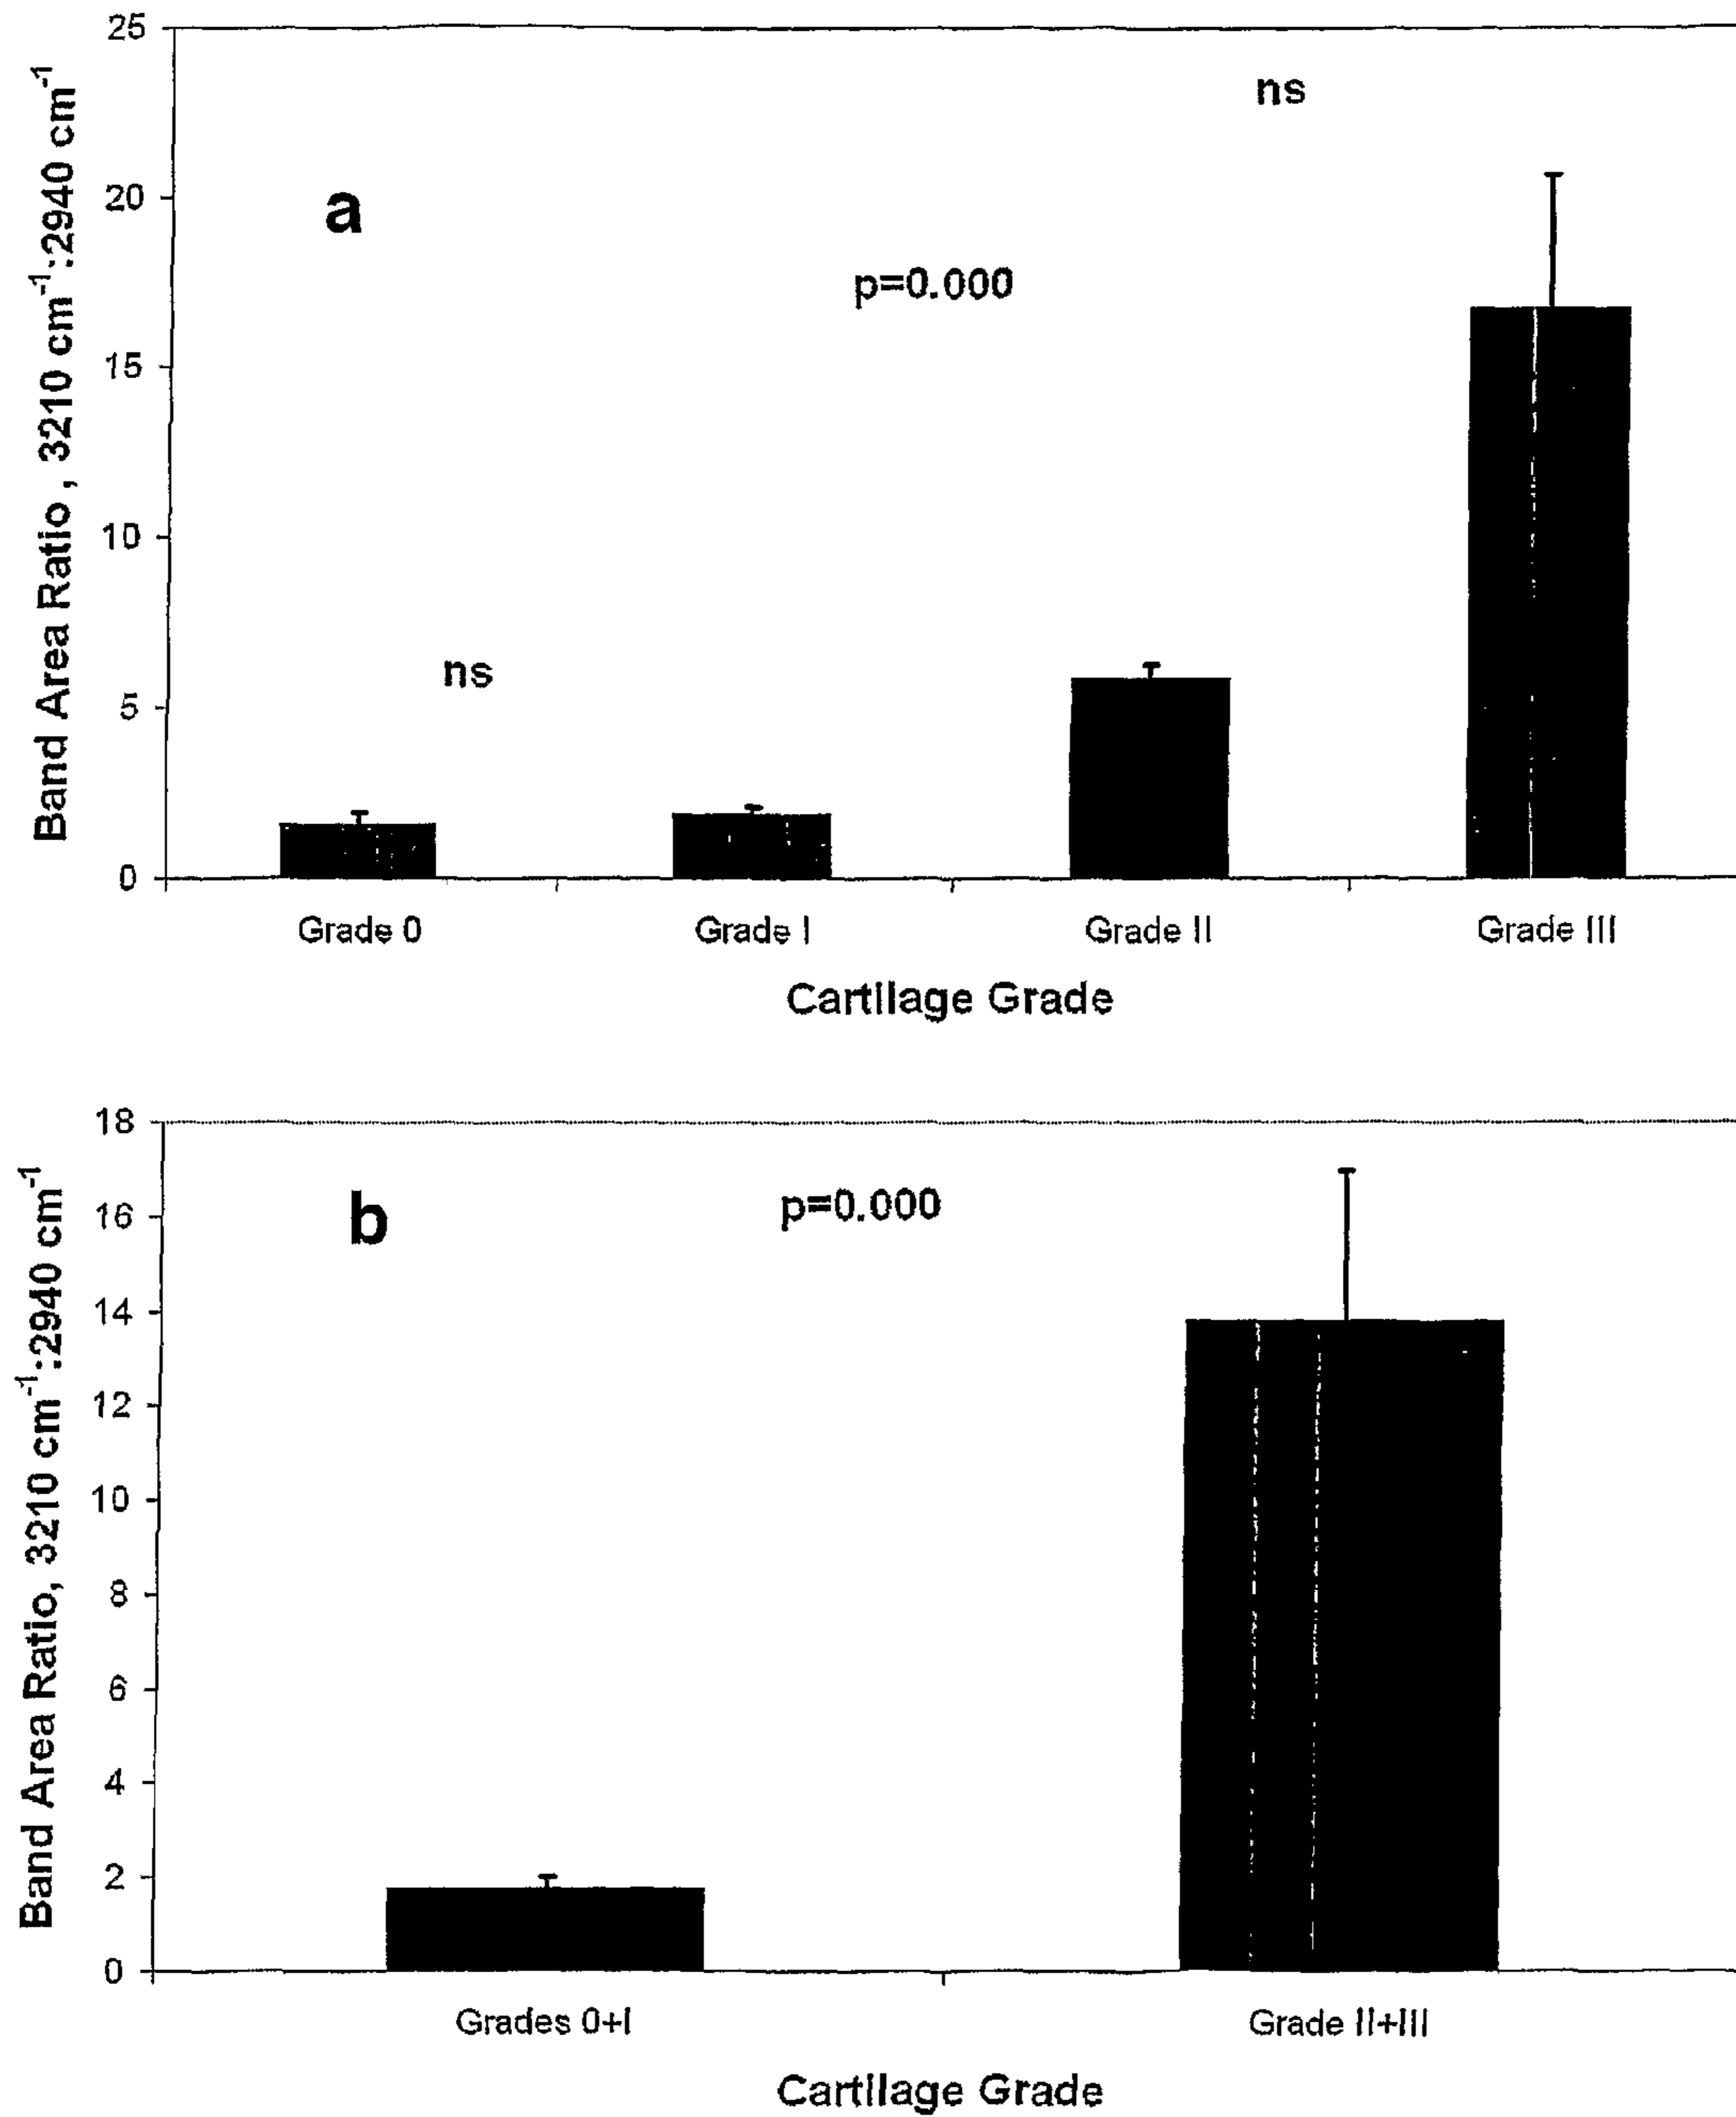 25
ns
20
a
p=0.000
15
10
ns
5
0
Grade 0
Grade I
Grade II
Grade III
Cartilage Grade
Band Area Ratio, 3210 cm-1:2940 cm-1
18
b
p=0.000
16
14
12
10
8
6
4
2
0
Grades 0+I
Grade II+III
Cartilage Grade
Band Area Ratio, 3210 cm-1:2940 cm-1